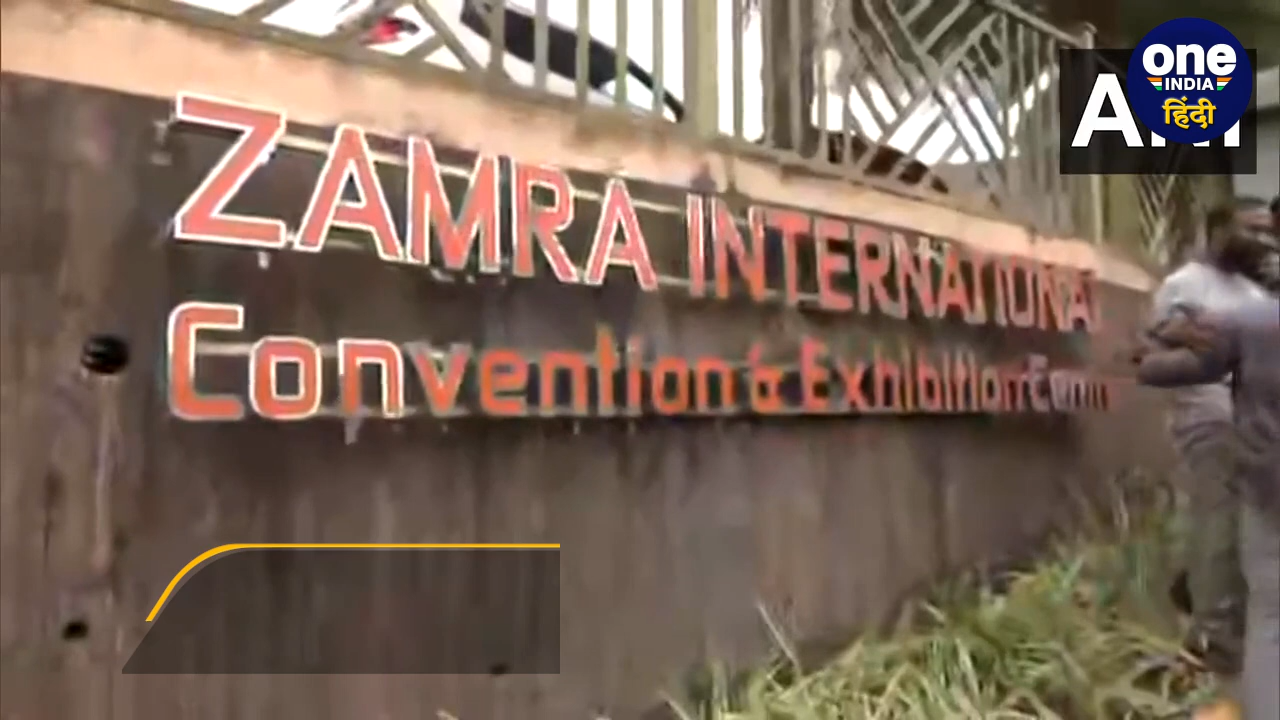 one
INDIA
हिंदी
ZAMRA INTERNATIONAL
Convention & Exhibition